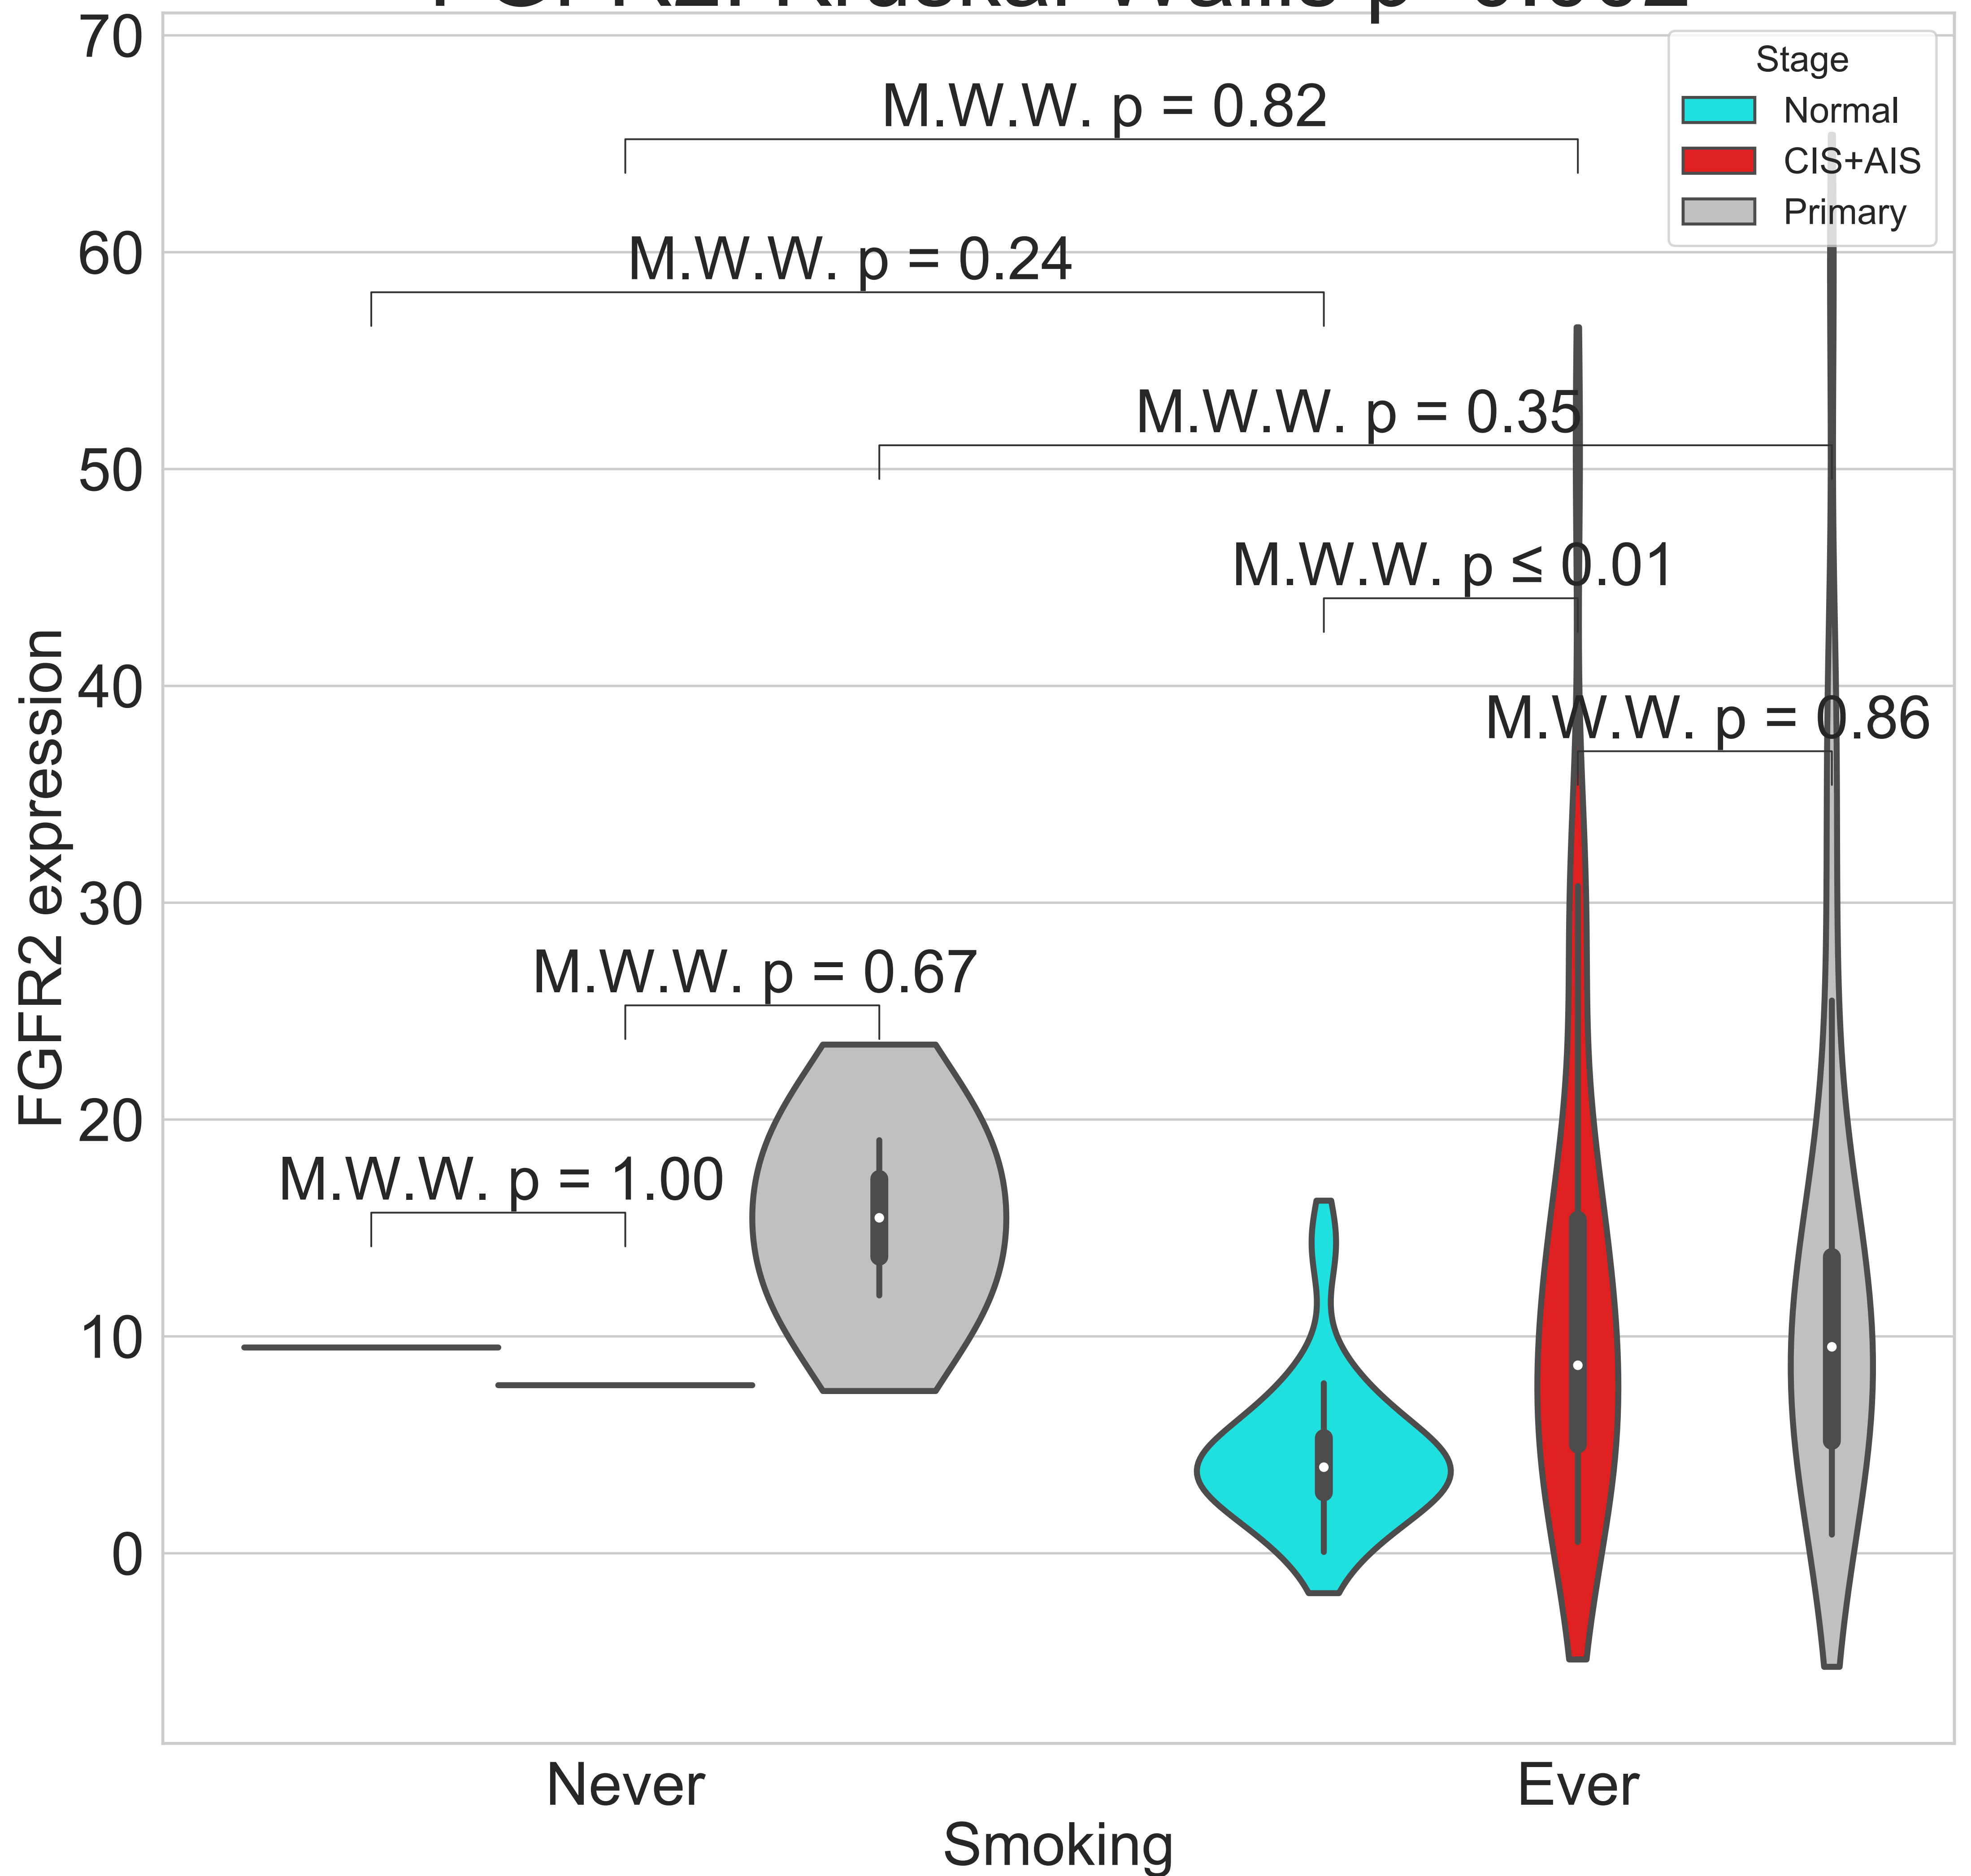 70
60
50
40
30
20
10
0
FGFR2 expression
M.W.W. p = 0.82
M.W.W. p = 0.24
M.W.W. p = 0.35
M.W.W. p ≤ 0.01
M.W.W. p = 0.86
M.W.W. p = 0.67
M.W.W. p = 1.00
Stage
Normal
CIS+AIS
Primary
Never
Ever
Smoking